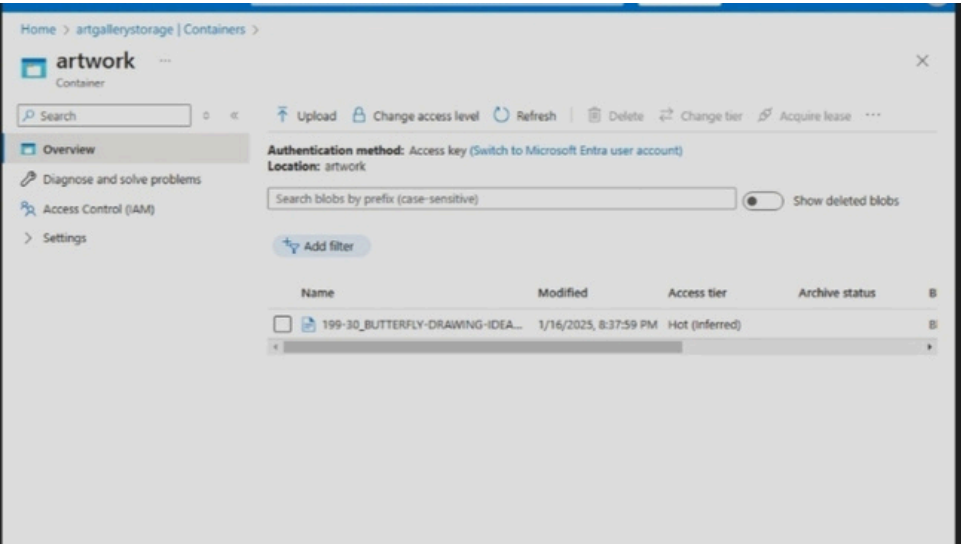 Home > artgallerystorage | Containers >
artwork ...
Container
Search
Upload Change access level Refresh Delete Change tier Acquire lease ...
Overview
Authentication method: Access key (Switch to Microsoft Entra user account)
Location: artwork
Diagnose and solve problems
Search blobs by prefix (case-sensitive)
Show deleted blobs
Access Control (IAM)
Settings
Add filter
Name Modified Access tier Archive status B
199-30_BUTTERFLY-DRAWING-IDEA... 1/16/2025, 8:37:59 PM Hot (Inferred) Bl